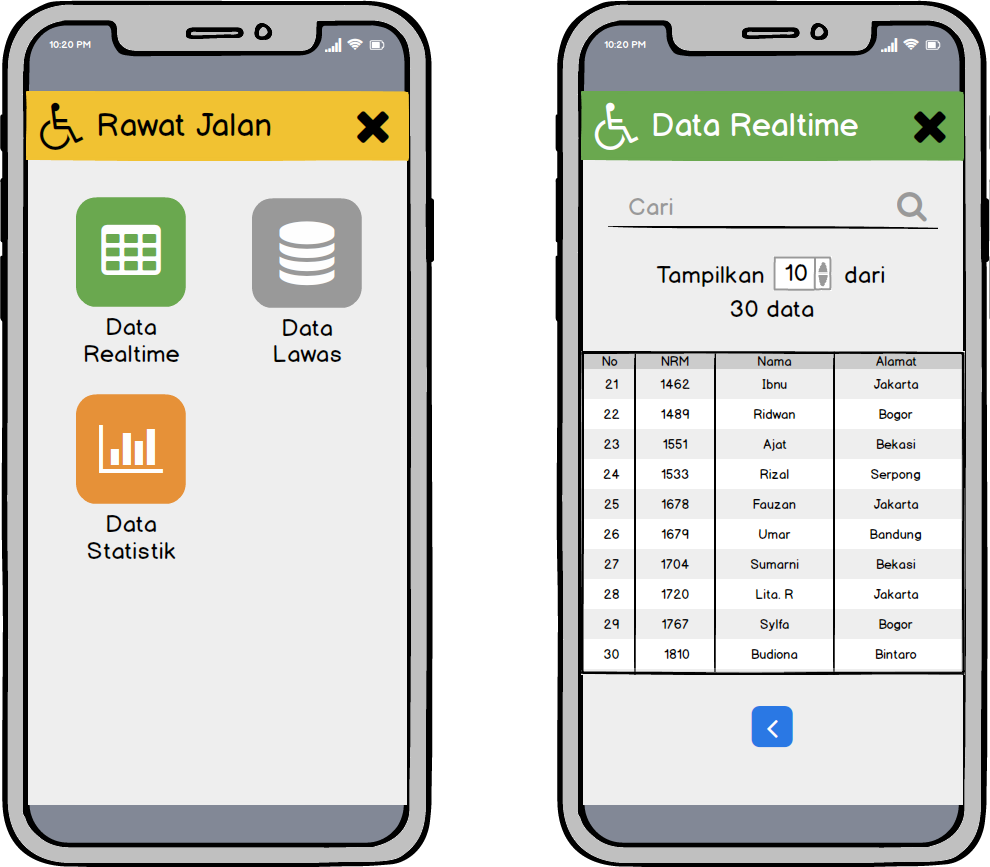 10:20 PM
Rawat Jalan
Data
Realtime
Data
Lawas
Data
Statistik
10:20 PM
Data Realtime
Cari
Tampilkan 10 dari
30 data
No NRM Nama Alamat
21 1462 Ibnu Jakarta
22 1489 Ridwan Bogor
23 1551 Ajat Bekasi
24 1533 Rizal Serpong
25 1678 Fauzan Jakarta
26 1679 Umar Bandung
27 1704 Sumarni Bekasi
28 1720 Lita. R Jakarta
29 1767 Sylfa Bogor
30 1810 Budiona Bintaro